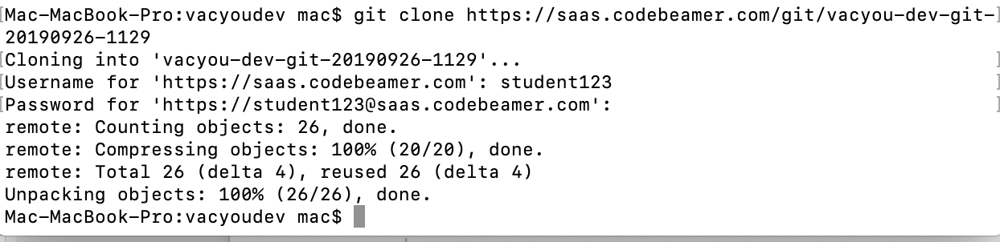 [Mac-MacBook-Pro:vacyoudev mac$ git clone https://saas.codebeamer.com/git/vacyou-dev-git-]
20190926-1129
[Cloning into 'vacyou-dev-git-20190926-1129'... ]
[Username for 'https://saas.codebeamer.com': student123 ]
[Password for 'https://student123@saas.codebeamer.com': ]
remote: Counting objects: 26, done.
remote: Compressing objects: 100% (20/20), done.
remote: Total 26 (delta 4), reused 26 (delta 4)
Unpacking objects: 100% (26/26), done.
Mac-MacBook-Pro:vacyoudev mac$